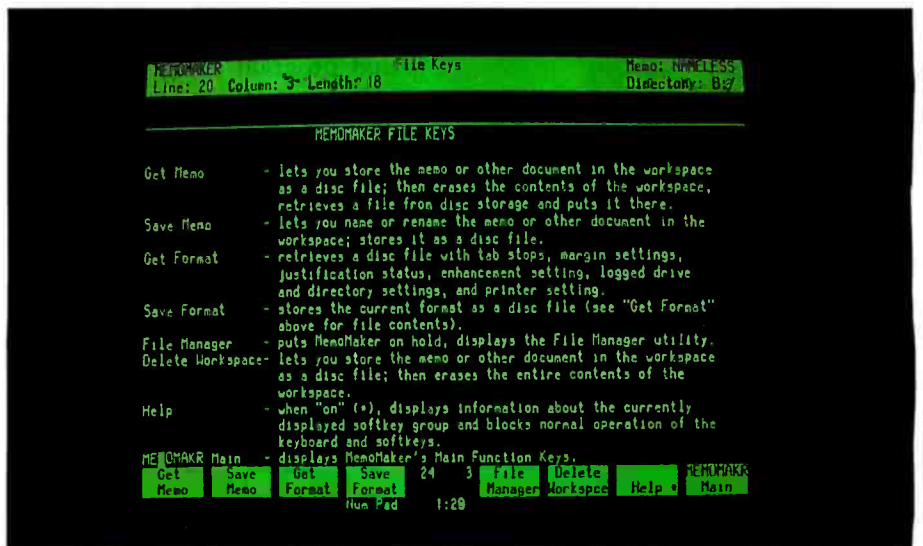 MEMOMAKER File Keys Memo: NAMELESS
Line: 20 Column: 3 Length: 18 Directory: B:/
MEMOMAKER FILE KEYS
Get Memo - lets you store the memo or other document in the workspace
as a disc file; then erases the contents of the workspace,
retrieves a file from disc storage and puts it there.
Save Memo - lets you name or rename the memo or other document in the
workspace; stores it as a disc file.
Get Format - retrieves a disc file with tab stops, margin settings,
justification status, enhancement setting, logged drive
and directory settings, and printer setting.
Save Format - stores the current format as a disc file (see "Get Format"
above for file contents).
File Manager - puts MemoMaker on hold, displays the File Manager utility.
Delete Workspace- lets you store the memo or other document in the workspace
as a disc file; then erases the entire contents of the
workspace.
Help - when "on" (*), displays information about the currently
displayed softkey group and blocks normal operation of the
keyboard and softkeys.
MEMOMAKR Main - displays MemoMaker's Main Function Keys.
Get Save Get Save 24 3 File Delete MEMOMAKR
Memo Memo Format Format Manager Workspce Help * Main
Num Pad 1:29